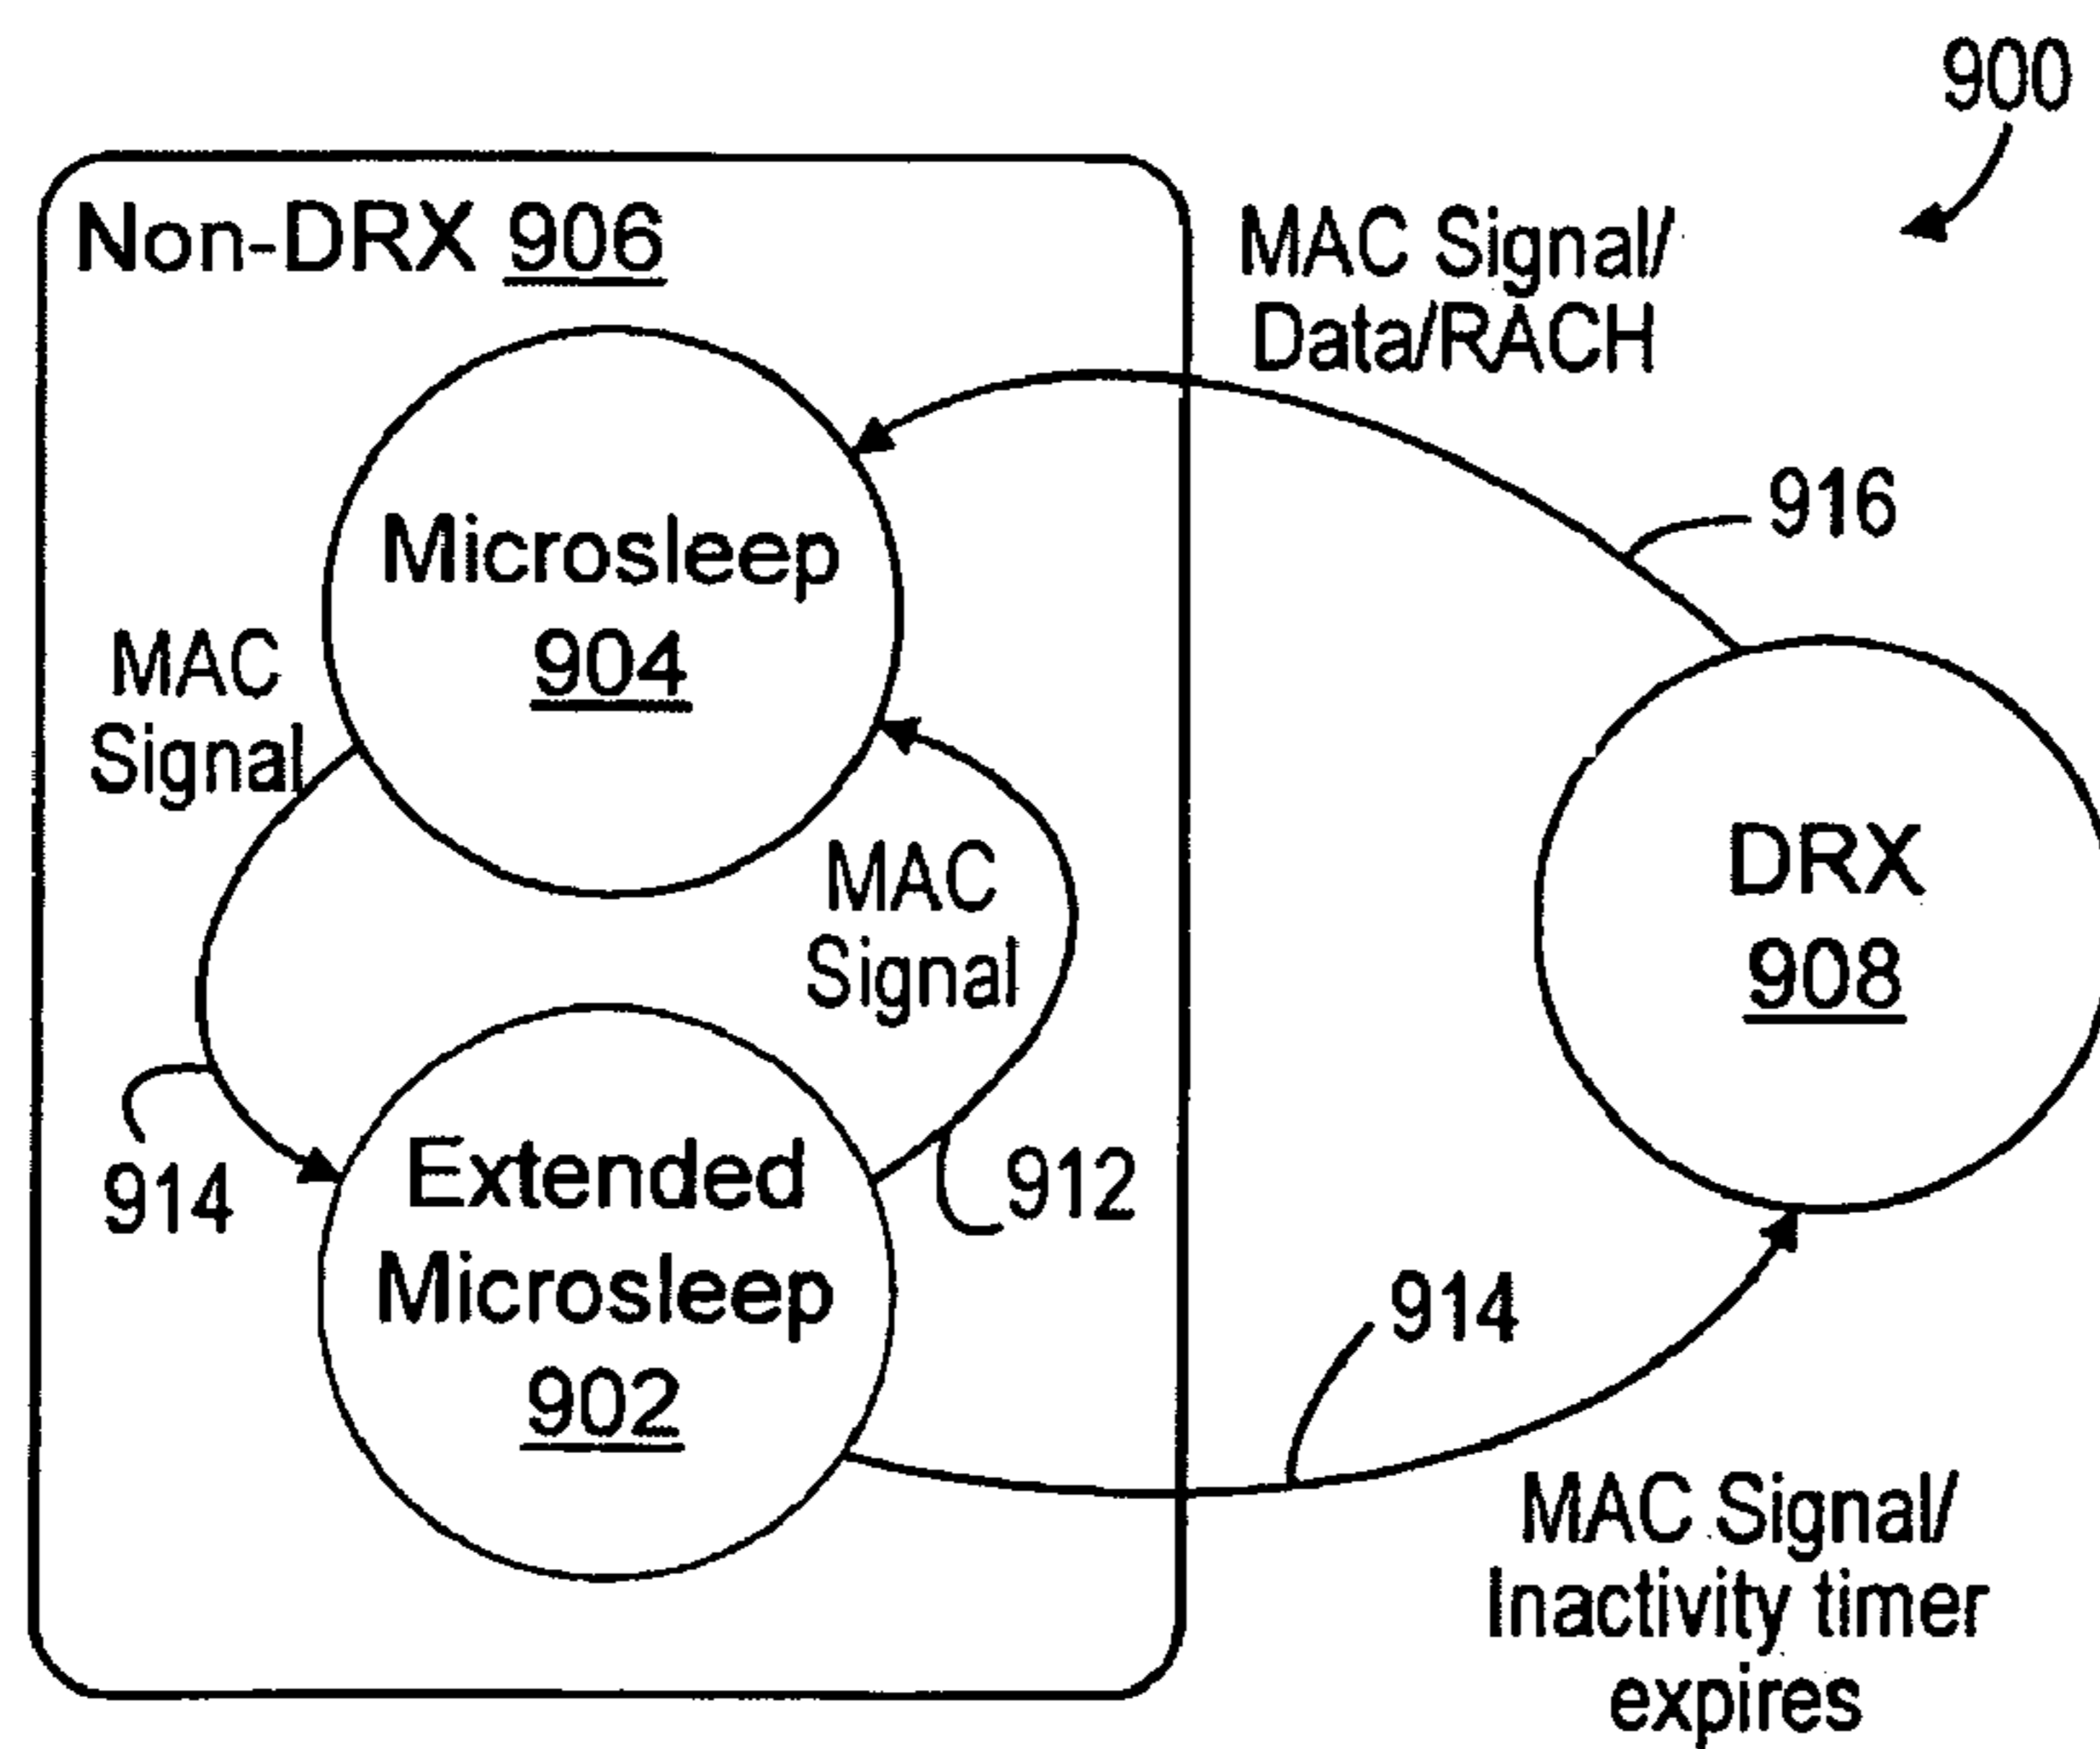 900
Non-DRX 906
MAC Signal/
Data/RACH
916
Microsleep
904
MAC
Signal
MAC
Signal
DRX
908
914
Extended
Microsleep
902
912
914
MAC Signal/
Inactivity timer
expires